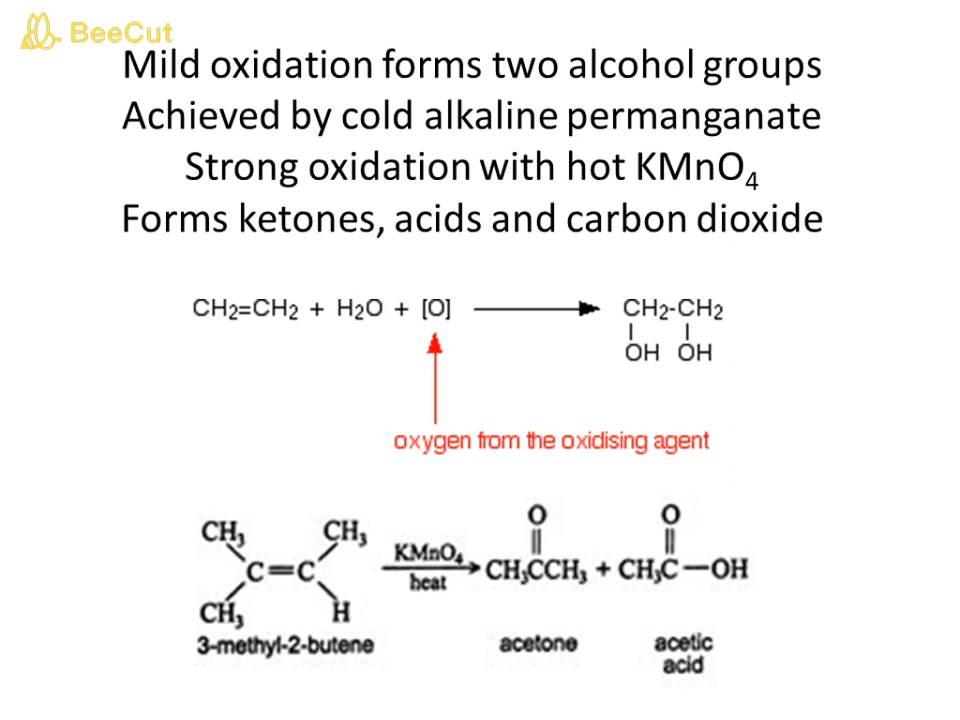 BeeCut
Mild oxidation forms two alcohol groups
Achieved by cold alkaline permanganate
Strong oxidation with hot KMnO4
Forms ketones, acids and carbon dioxide
CH2=CH2 + H2O + [O] CH2-CH2
OH OH
oxygen from the oxidising agent
CH3 CH3 O O
C=C KMnO4 CH3CCH3 + CH3C—OH
heat
CH3 H
3-methyl-2-butene acetone acetic
acid